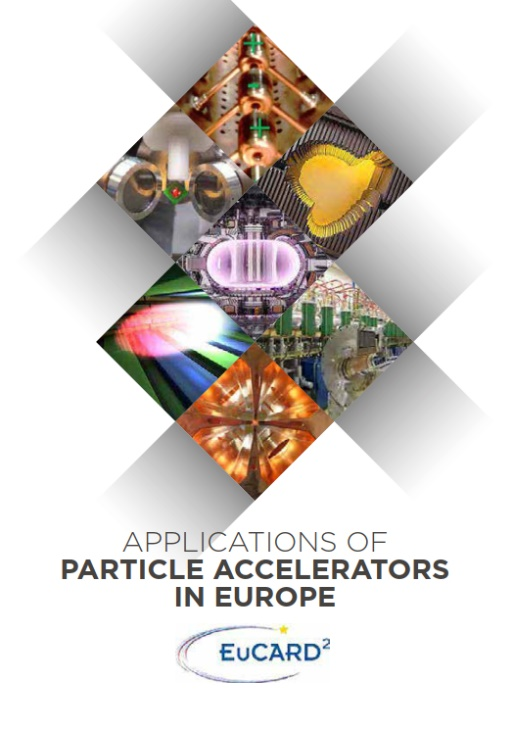 APPLICATIONS OF
PARTICLE ACCELERATORS
IN EUROPE
EuCARD²